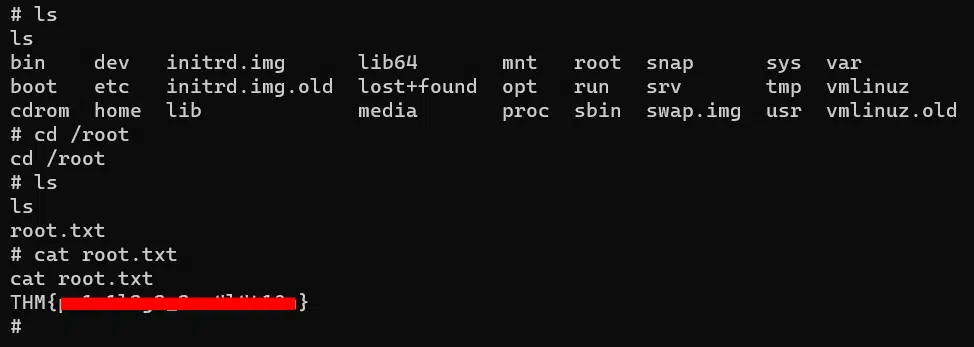 # ls
ls
bin dev initrd.img lib64 mnt root snap sys var
boot etc initrd.img.old lost+found opt run srv tmp vmlinuz
cdrom home lib media proc sbin swap.img usr vmlinuz.old
# cd /root
cd /root
# ls
ls
root.txt
# cat root.txt
cat root.txt
THM{ }
#